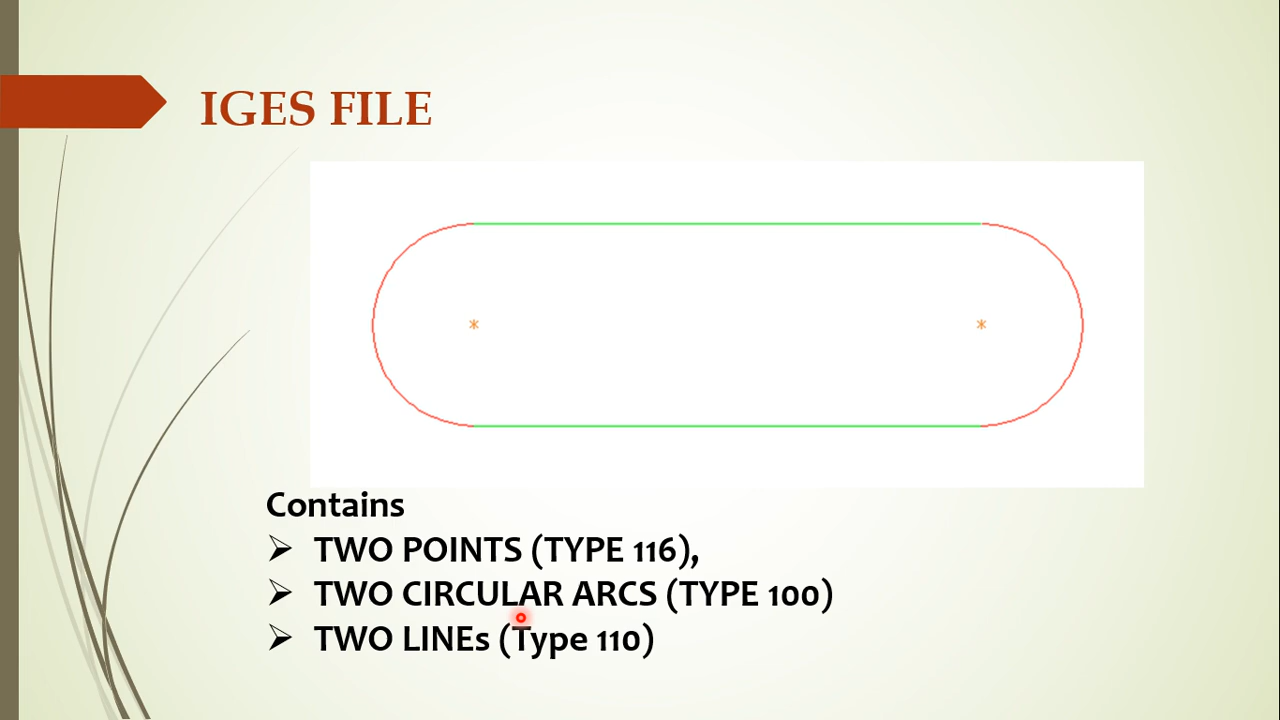 IGES FILE
Contains
TWO POINTS (TYPE 116),
TWO CIRCULAR ARCS (TYPE 100)
TWO LINEs (Type 110)